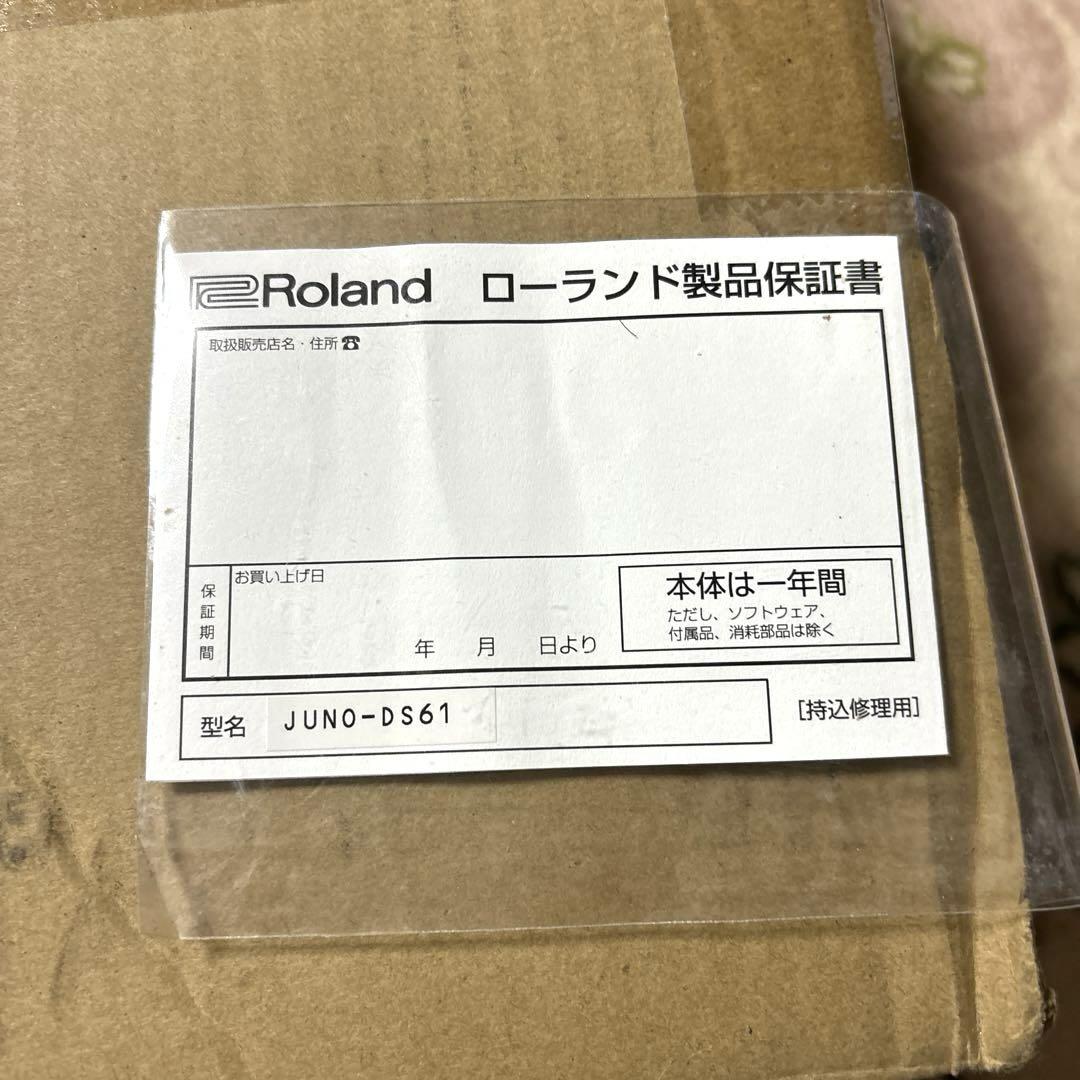 Roland ローランド製品保証書
取扱販売店名・住所☎
保証期間
お買い上げ日
年 月 日より
本体は一年間
ただし、ソフトウェア、
付属品、消耗部品は除く
型名 JUNO-DS61
[持込修理用]